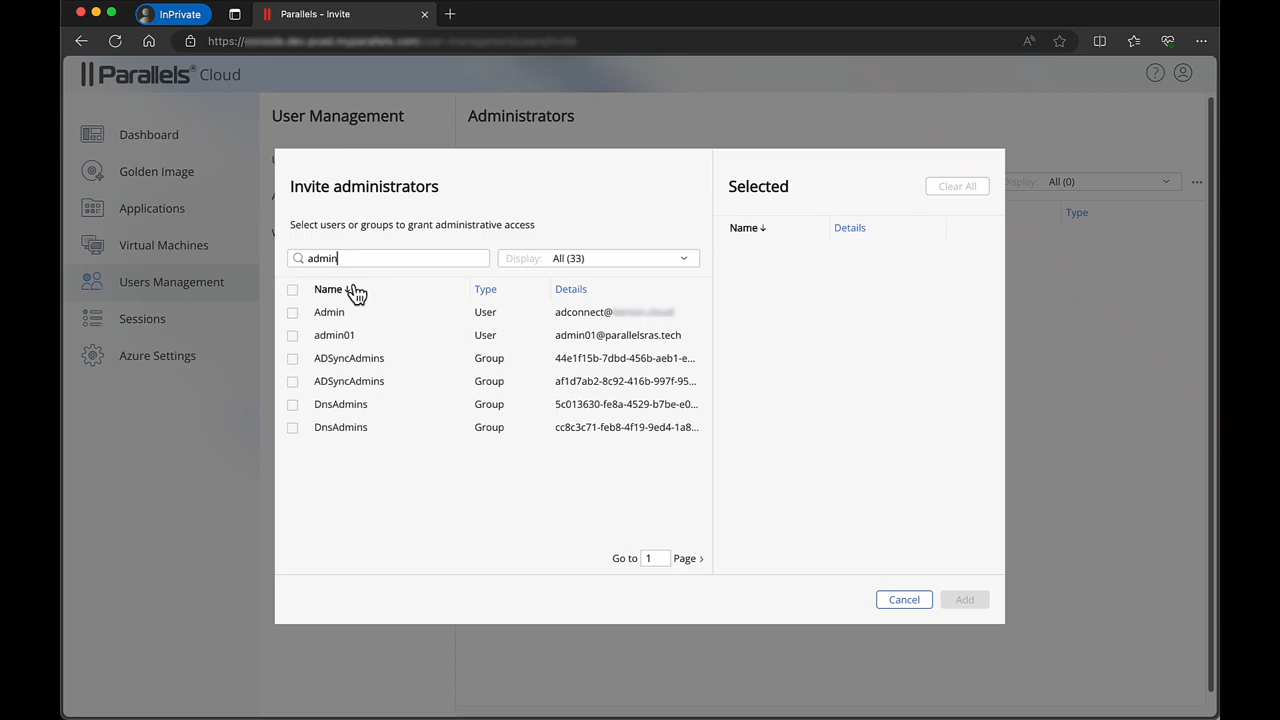 InPrivate
Parallels - Invite
https://
Parallels® Cloud
Dashboard
Golden Image
Applications
Virtual Machines
Users Management
Sessions
Azure Settings
User Management
Administrators
Display: All (0)
Type
Invite administrators
Select users or groups to grant administrative access
admin
Display: All (33)
Name Type Details
Admin User adconnect@
admin01 User admin01@parallelsras.tech
ADSyncAdmins Group 44e1f15b-7dbd-456b-aeb1-e...
ADSyncAdmins Group af1d7ab2-8c92-416b-997f-95...
DnsAdmins Group 5c013630-fe8a-4529-b7be-e0...
DnsAdmins Group cc8c3c71-feb8-4f19-9ed4-1a8...
Go to 1 Page
Selected
Clear All
Name Details
Cancel
Add